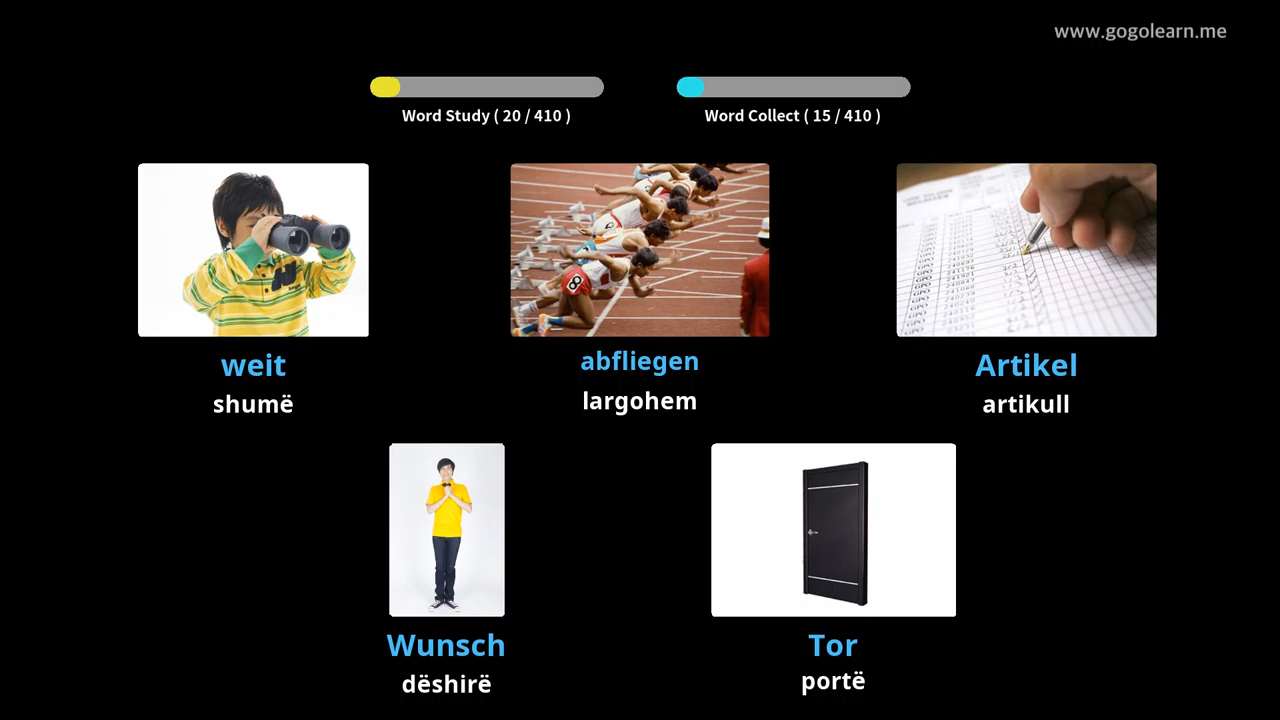 www.gogolearn.me
Word Study ( 20 / 410 )
Word Collect ( 15 / 410 )
weit
shumë
abfliegen
largohem
Artikel
artikull
Wunsch
dëshirë
Tor
portë